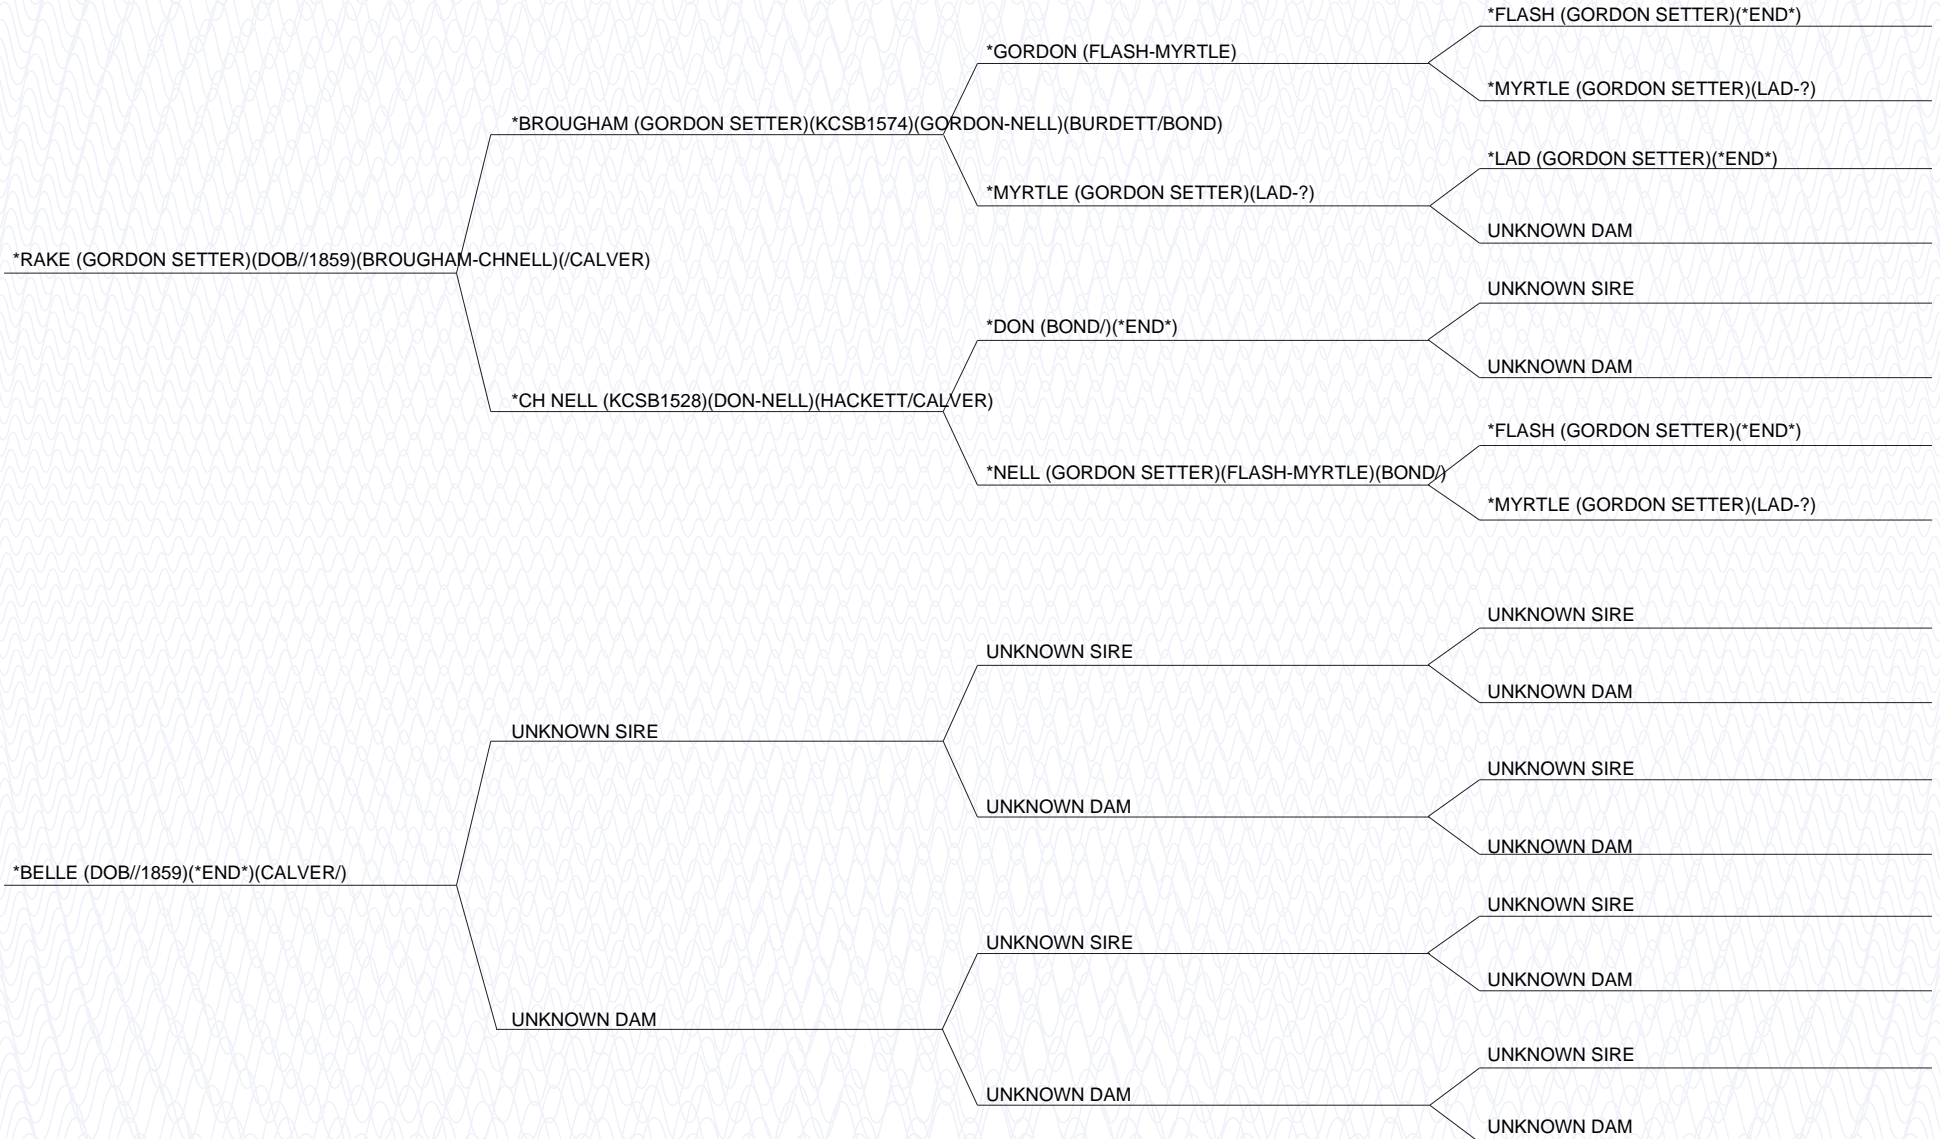 *FLASH (GORDON SETTER)(*END*)
*GORDON (FLASH-MYRTLE)
*MYRTLE (GORDON SETTER)(LAD-?)
*BROUGHAM (GORDON SETTER)(KCSB1574)(GORDON-NELL)(BURDETT/BOND)
*LAD (GORDON SETTER)(*END*)
*MYRTLE (GORDON SETTER)(LAD-?)
UNKNOWN DAM
*RAKE (GORDON SETTER)(DOB//1859)(BROUGHAM-CHNELL)(/CALVER)
UNKNOWN SIRE
*DON (BOND/)(*END*)
UNKNOWN DAM
*CH NELL (KCSB1528)(DON-NELL)(HACKETT/CALVER)
*FLASH (GORDON SETTER)(*END*)
*NELL (GORDON SETTER)(FLASH-MYRTLE)(BOND/)
*MYRTLE (GORDON SETTER)(LAD-?)
UNKNOWN SIRE
UNKNOWN SIRE
UNKNOWN DAM
UNKNOWN SIRE
UNKNOWN SIRE
UNKNOWN DAM
UNKNOWN DAM
*BELLE (DOB//1859)(*END*)(CALVER/)
UNKNOWN SIRE
UNKNOWN SIRE
UNKNOWN DAM
UNKNOWN DAM
UNKNOWN SIRE
UNKNOWN DAM
UNKNOWN DAM